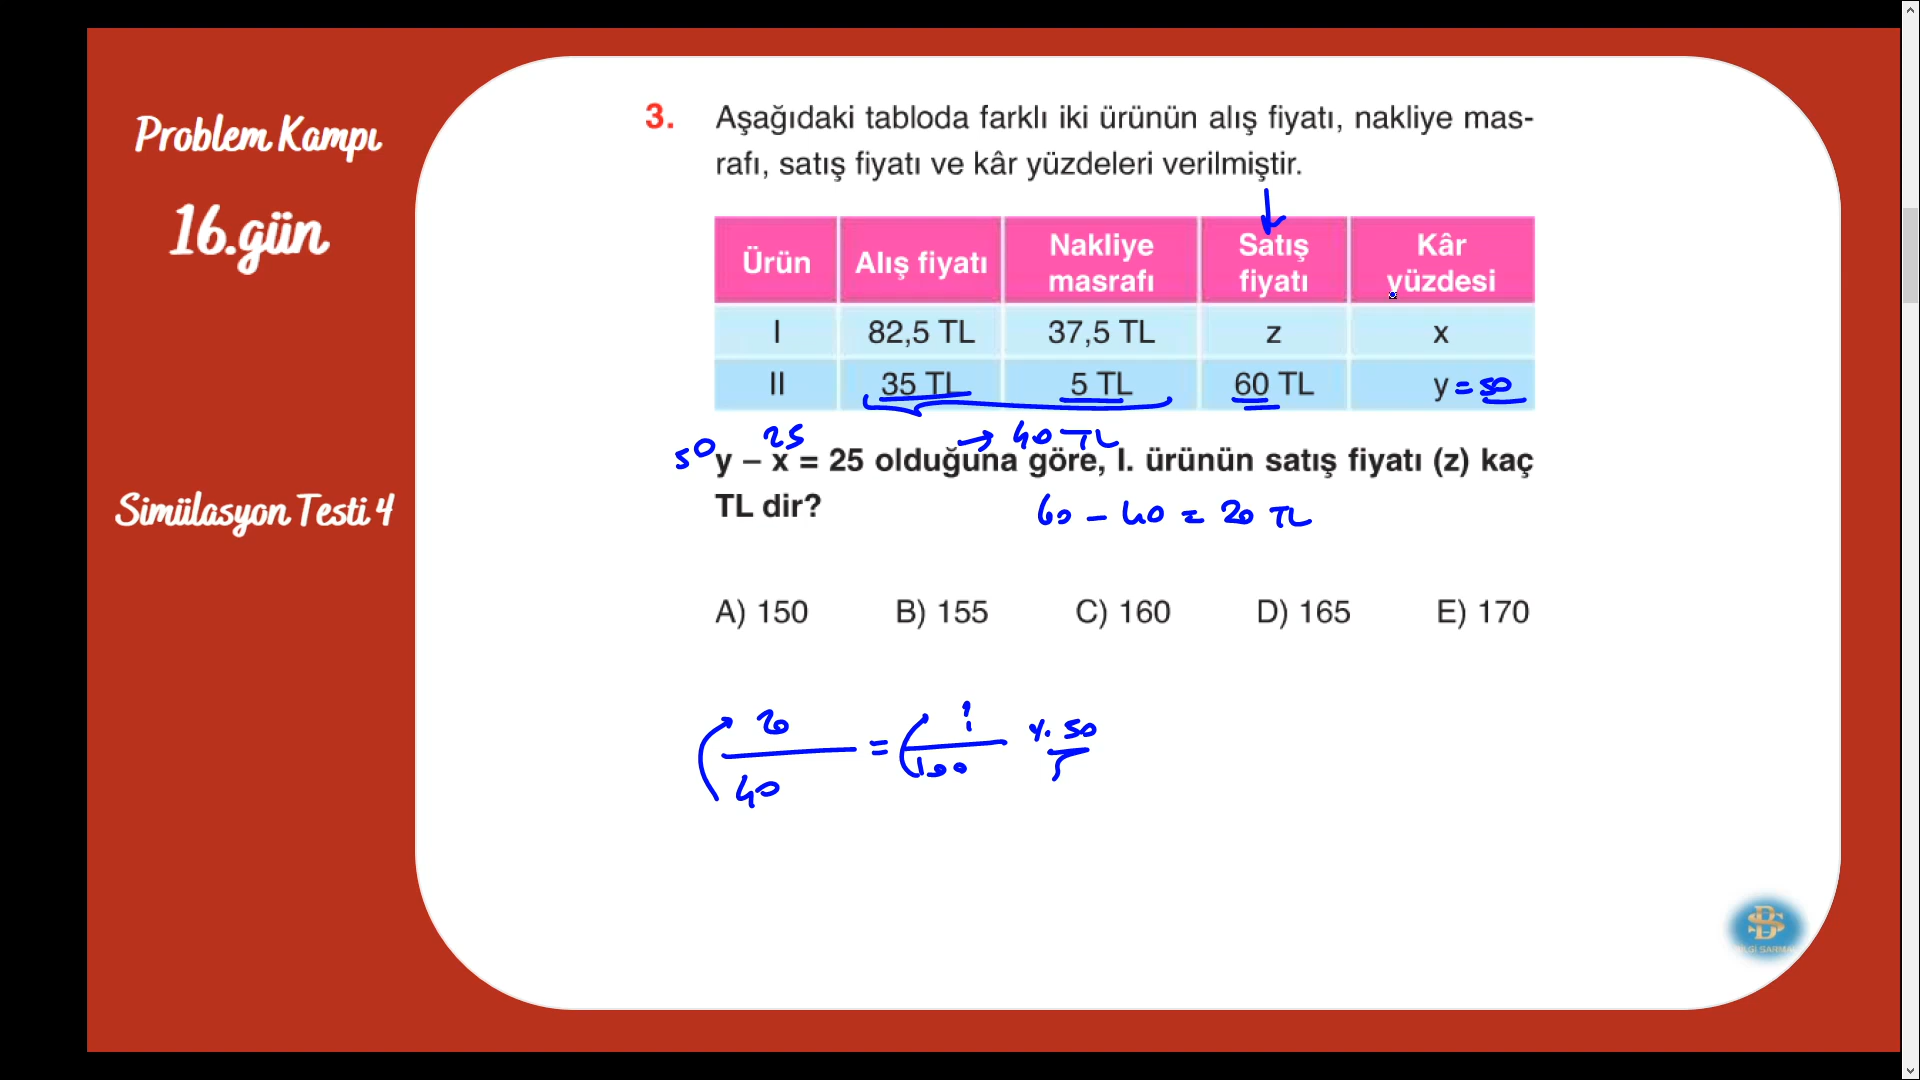 Problem Kampı
16.gün
Simülasyon Testi 4
3. Aşağıdaki tabloda farklı iki ürünün alış fiyatı, nakliye mas-
rafı, satış fiyatı ve kâr yüzdeleri verilmiştir.
Ürün Alış fiyatı Nakliye masrafı Satış fiyatı Kâr yüzdesi
I 82,5 TL 37,5 TL z x
II 35 TL 5 TL 60 TL y = 50
50 25 → 40 TL
y – x = 25 olduğuna göre, I. ürünün satış fiyatı (z) kaç
TL dir?
60 - 40 = 20 TL
A) 150 B) 155 C) 160 D) 165 E) 170
20 / 40 = ? / 100 %50
BS